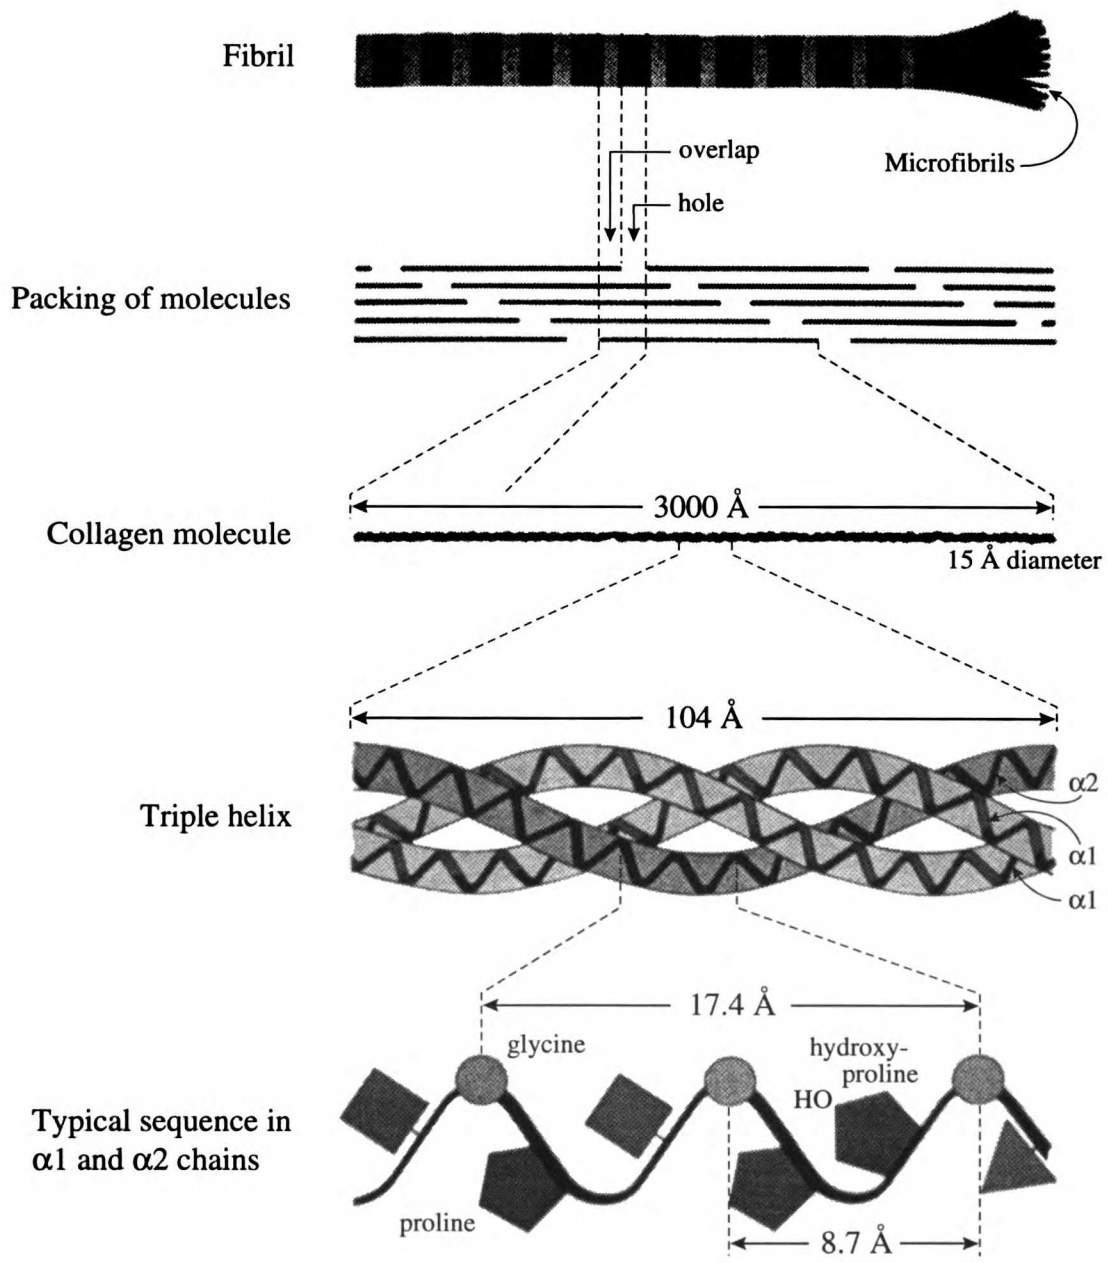 Fibril
Microfibrils
overlap
hole
Packing of molecules
3000 Å
Collagen molecule
15 Å diameter
104 Å
Triple helix
α2
α1
α1
17.4 Å
glycine
hydroxy-
proline
HO
Typical sequence in
α1 and α2 chains
proline
8.7 Å